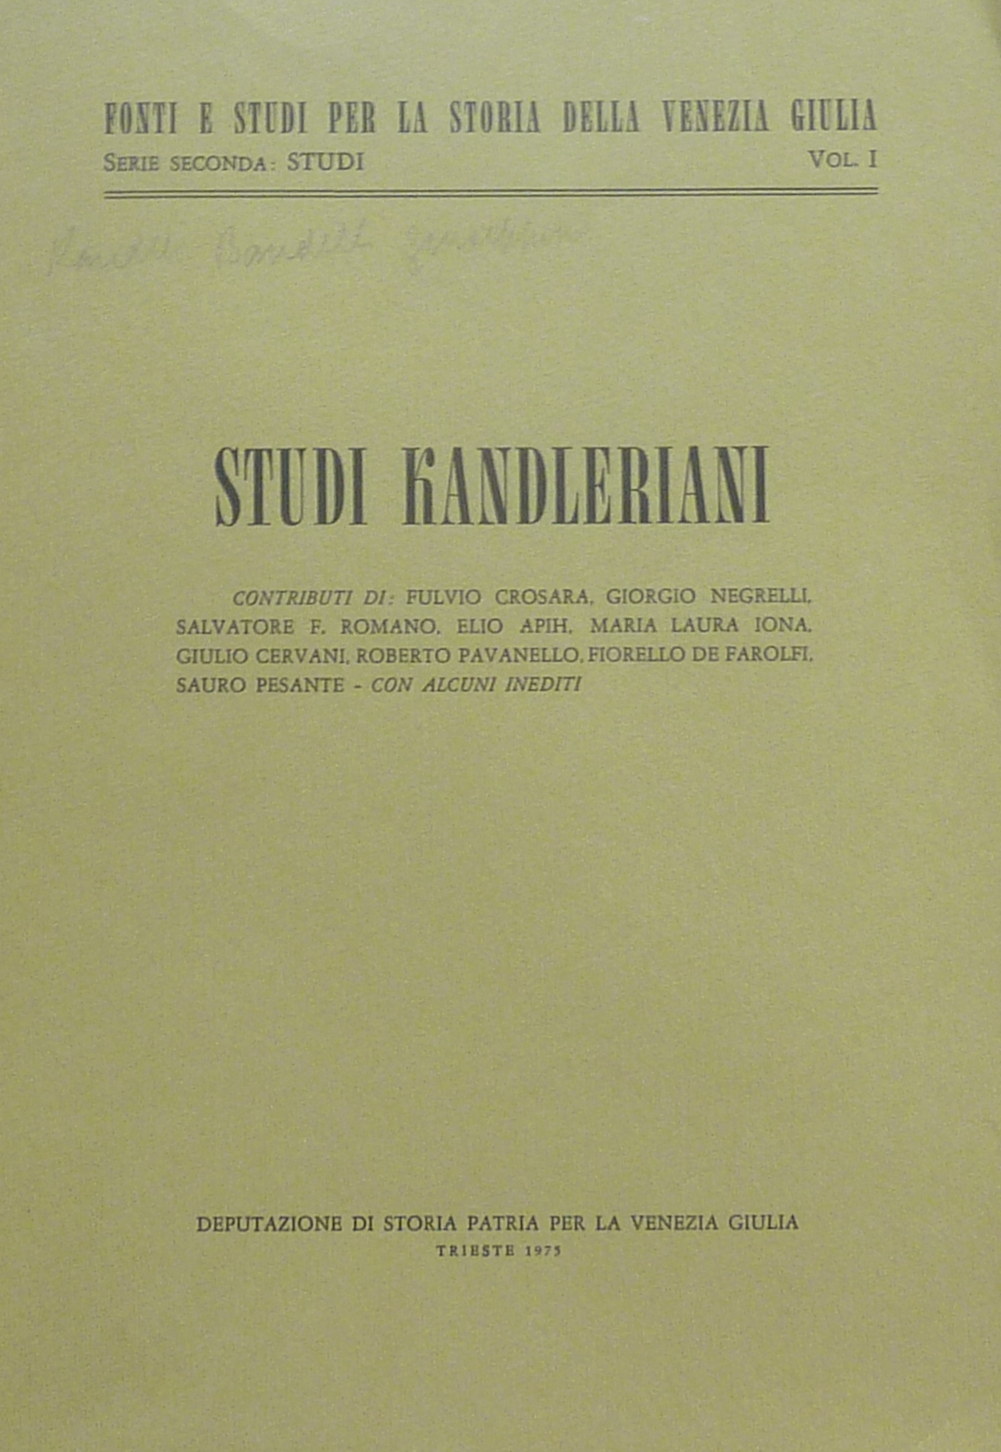 FONTI E STUDI PER LA STORIA DELLA VENEZIA GIULIA
SERIE SECONDA: STUDI VOL. I
STUDI KANDLERIANI
CONTRIBUTI DI: FULVIO CROSARA, GIORGIO NEGRELLI,
SALVATORE F. ROMANO, ELIO APIH, MARIA LAURA IONA,
GIULIO CERVANI, ROBERTO PAVANELLO, FIORELLO DE FAROLFI,
SAURO PESANTE - CON ALCUNI INEDITI
DEPUTAZIONE DI STORIA PATRIA PER LA VENEZIA GIULIA
TRIESTE 1975